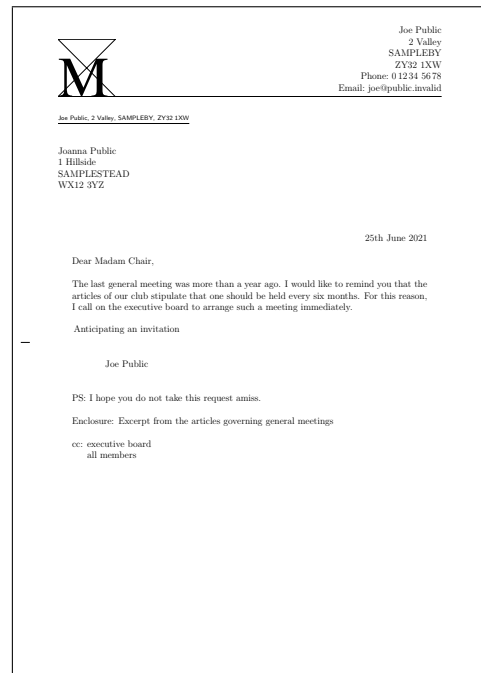 Joe Public
2 Valley
SAMPLEBY
ZY32 1XW
Phone: 0 12 34 56 78
Email: joe@public.invalid
M
Joe Public, 2 Valley, SAMPLEBY, ZY32 1XW
Joanna Public
1 Hillside
SAMPLESTEAD
WX12 3YZ
25th June 2021
Dear Madam Chair,
The last general meeting was more than a year ago. I would like to remind you that the
articles of our club stipulate that one should be held every six months. For this reason,
I call on the executive board to arrange such a meeting immediately.
Anticipating an invitation
Joe Public
PS: I hope you do not take this request amiss.
Enclosure: Excerpt from the articles governing general meetings
cc: executive board
all members